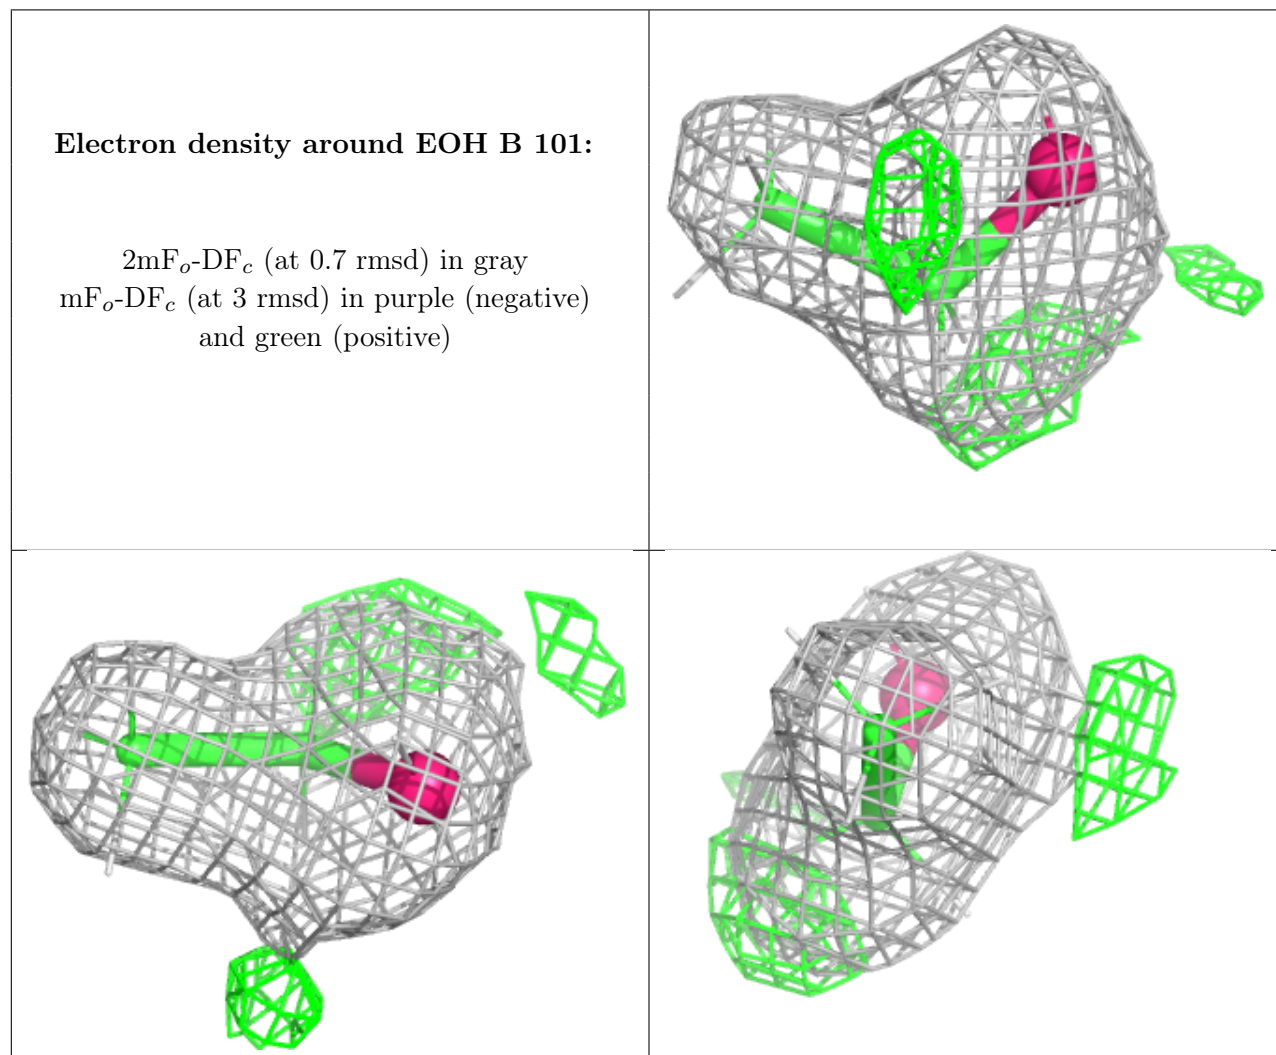 Electron density around EOH B 101:
2mFₒ-DF𝒸 (at 0.7 rmsd) in gray
mFₒ-DF𝒸 (at 3 rmsd) in purple (negative)
and green (positive)